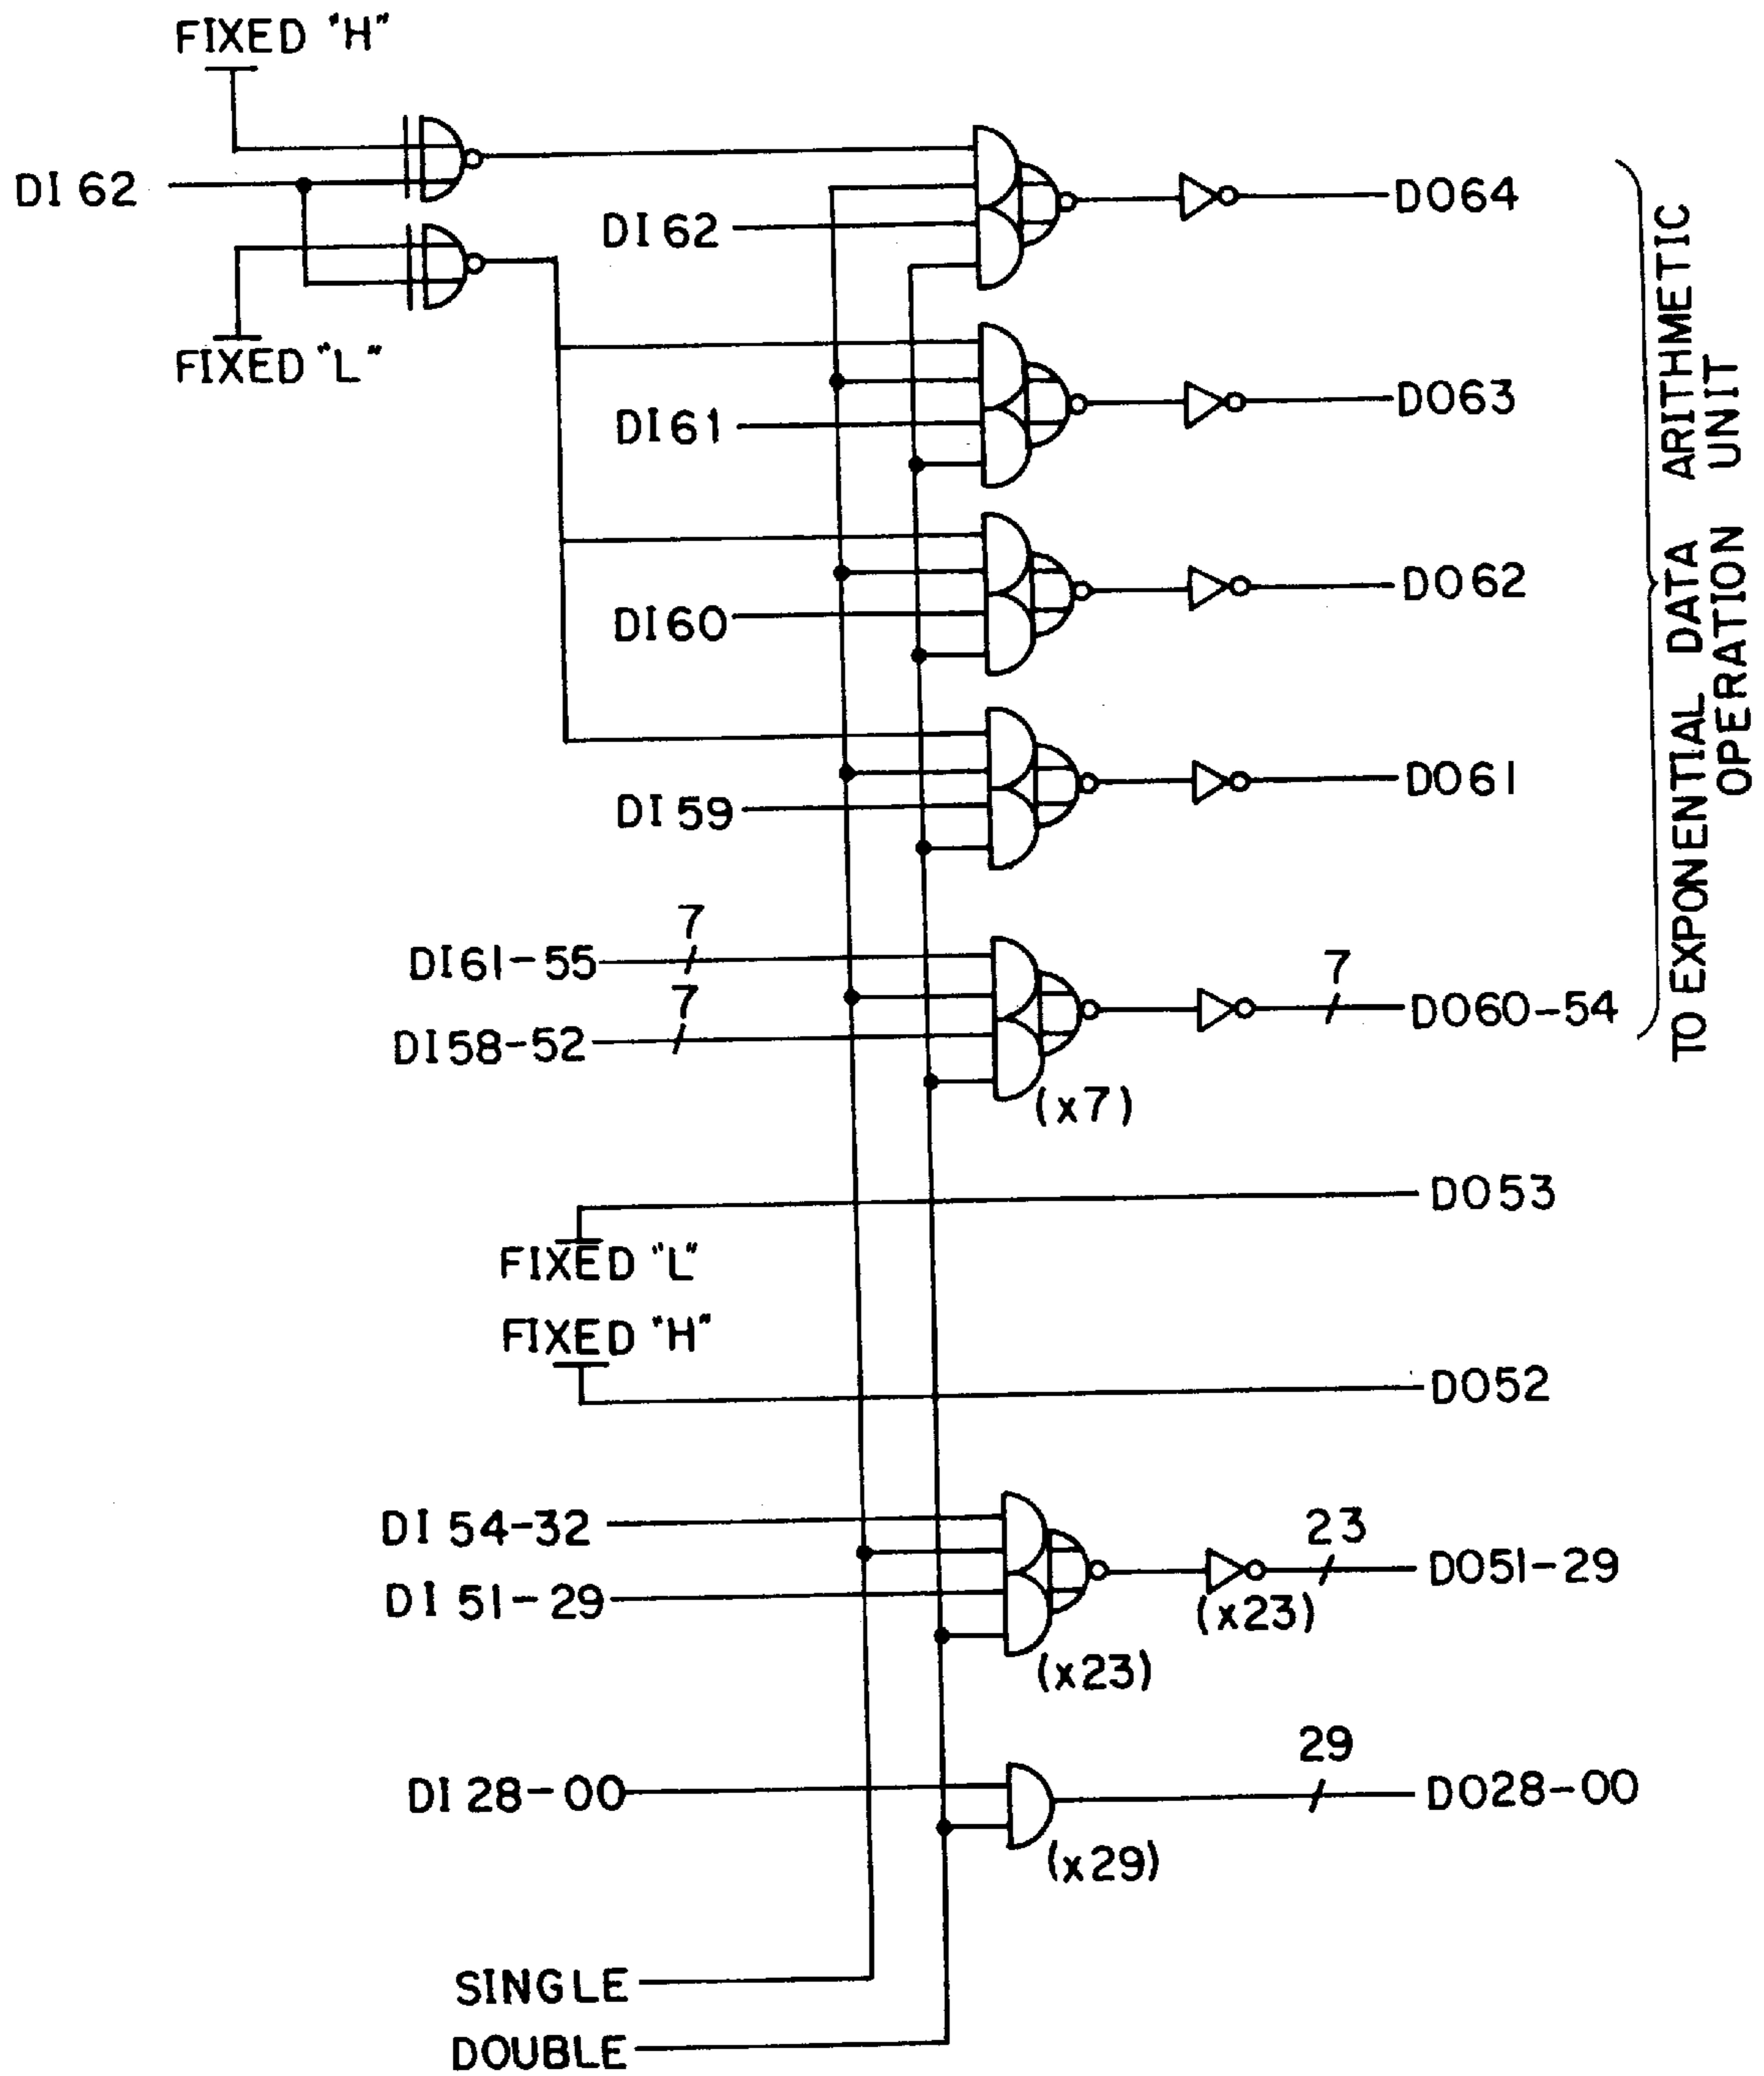 FIXED "H"
DI 62
FIXED "L"
DI62
DO64
DI61
DO63
DI60
DO62
DI 59
DO61
TO EXPONENTIAL DATA ARITHMETIC
OPERATION UNIT
7
DI61-55
7
DI58-52
7
DO60-54
(x7)
DO53
FIXED "L"
FIXED "H"
DO52
DI 54-32
DI 51-29
23
DO51-29
(x23)
(x23)
29
DI 28-00
DO28-00
(x29)
SINGLE
DOUBLE